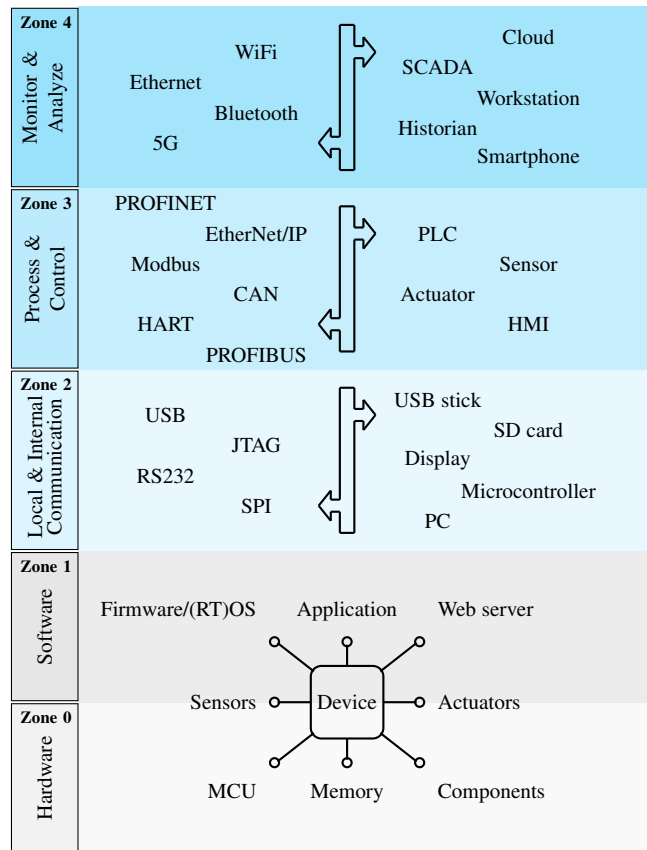 Zone 4
Monitor &
Analyze
WiFi
Ethernet
Bluetooth
5G
Cloud
SCADA
Workstation
Historian
Smartphone
Zone 3
Process &
Control
PROFINET
EtherNet/IP
Modbus
CAN
HART
PROFIBUS
PLC
Sensor
Actuator
HMI
Zone 2
Local & Internal
Communication
USB
JTAG
RS232
SPI
USB stick
SD card
Display
Microcontroller
PC
Zone 1
Software
Firmware/(RT)OS
Application
Web server
Sensors
Device
Actuators
Zone 0
Hardware
MCU
Memory
Components